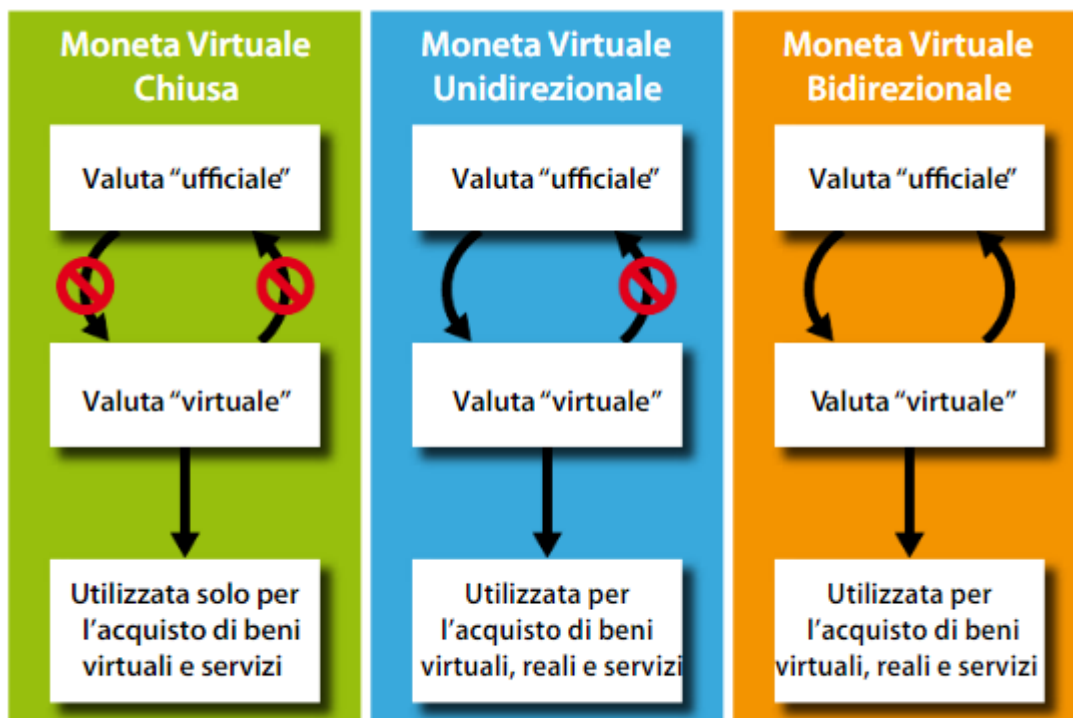 Moneta Virtuale
Chiusa
Valuta “ufficiale”
Valuta “virtuale”
Utilizzata solo per
l’acquisto di beni
virtuali e servizi
Moneta Virtuale
Unidirezionale
Valuta “ufficiale”
Valuta “virtuale”
Utilizzata per
l’acquisto di beni
virtuali, reali e servizi
Moneta Virtuale
Bidirezionale
Valuta “ufficiale”
Valuta “virtuale”
Utilizzata per
l’acquisto di beni
virtuali, reali e servizi